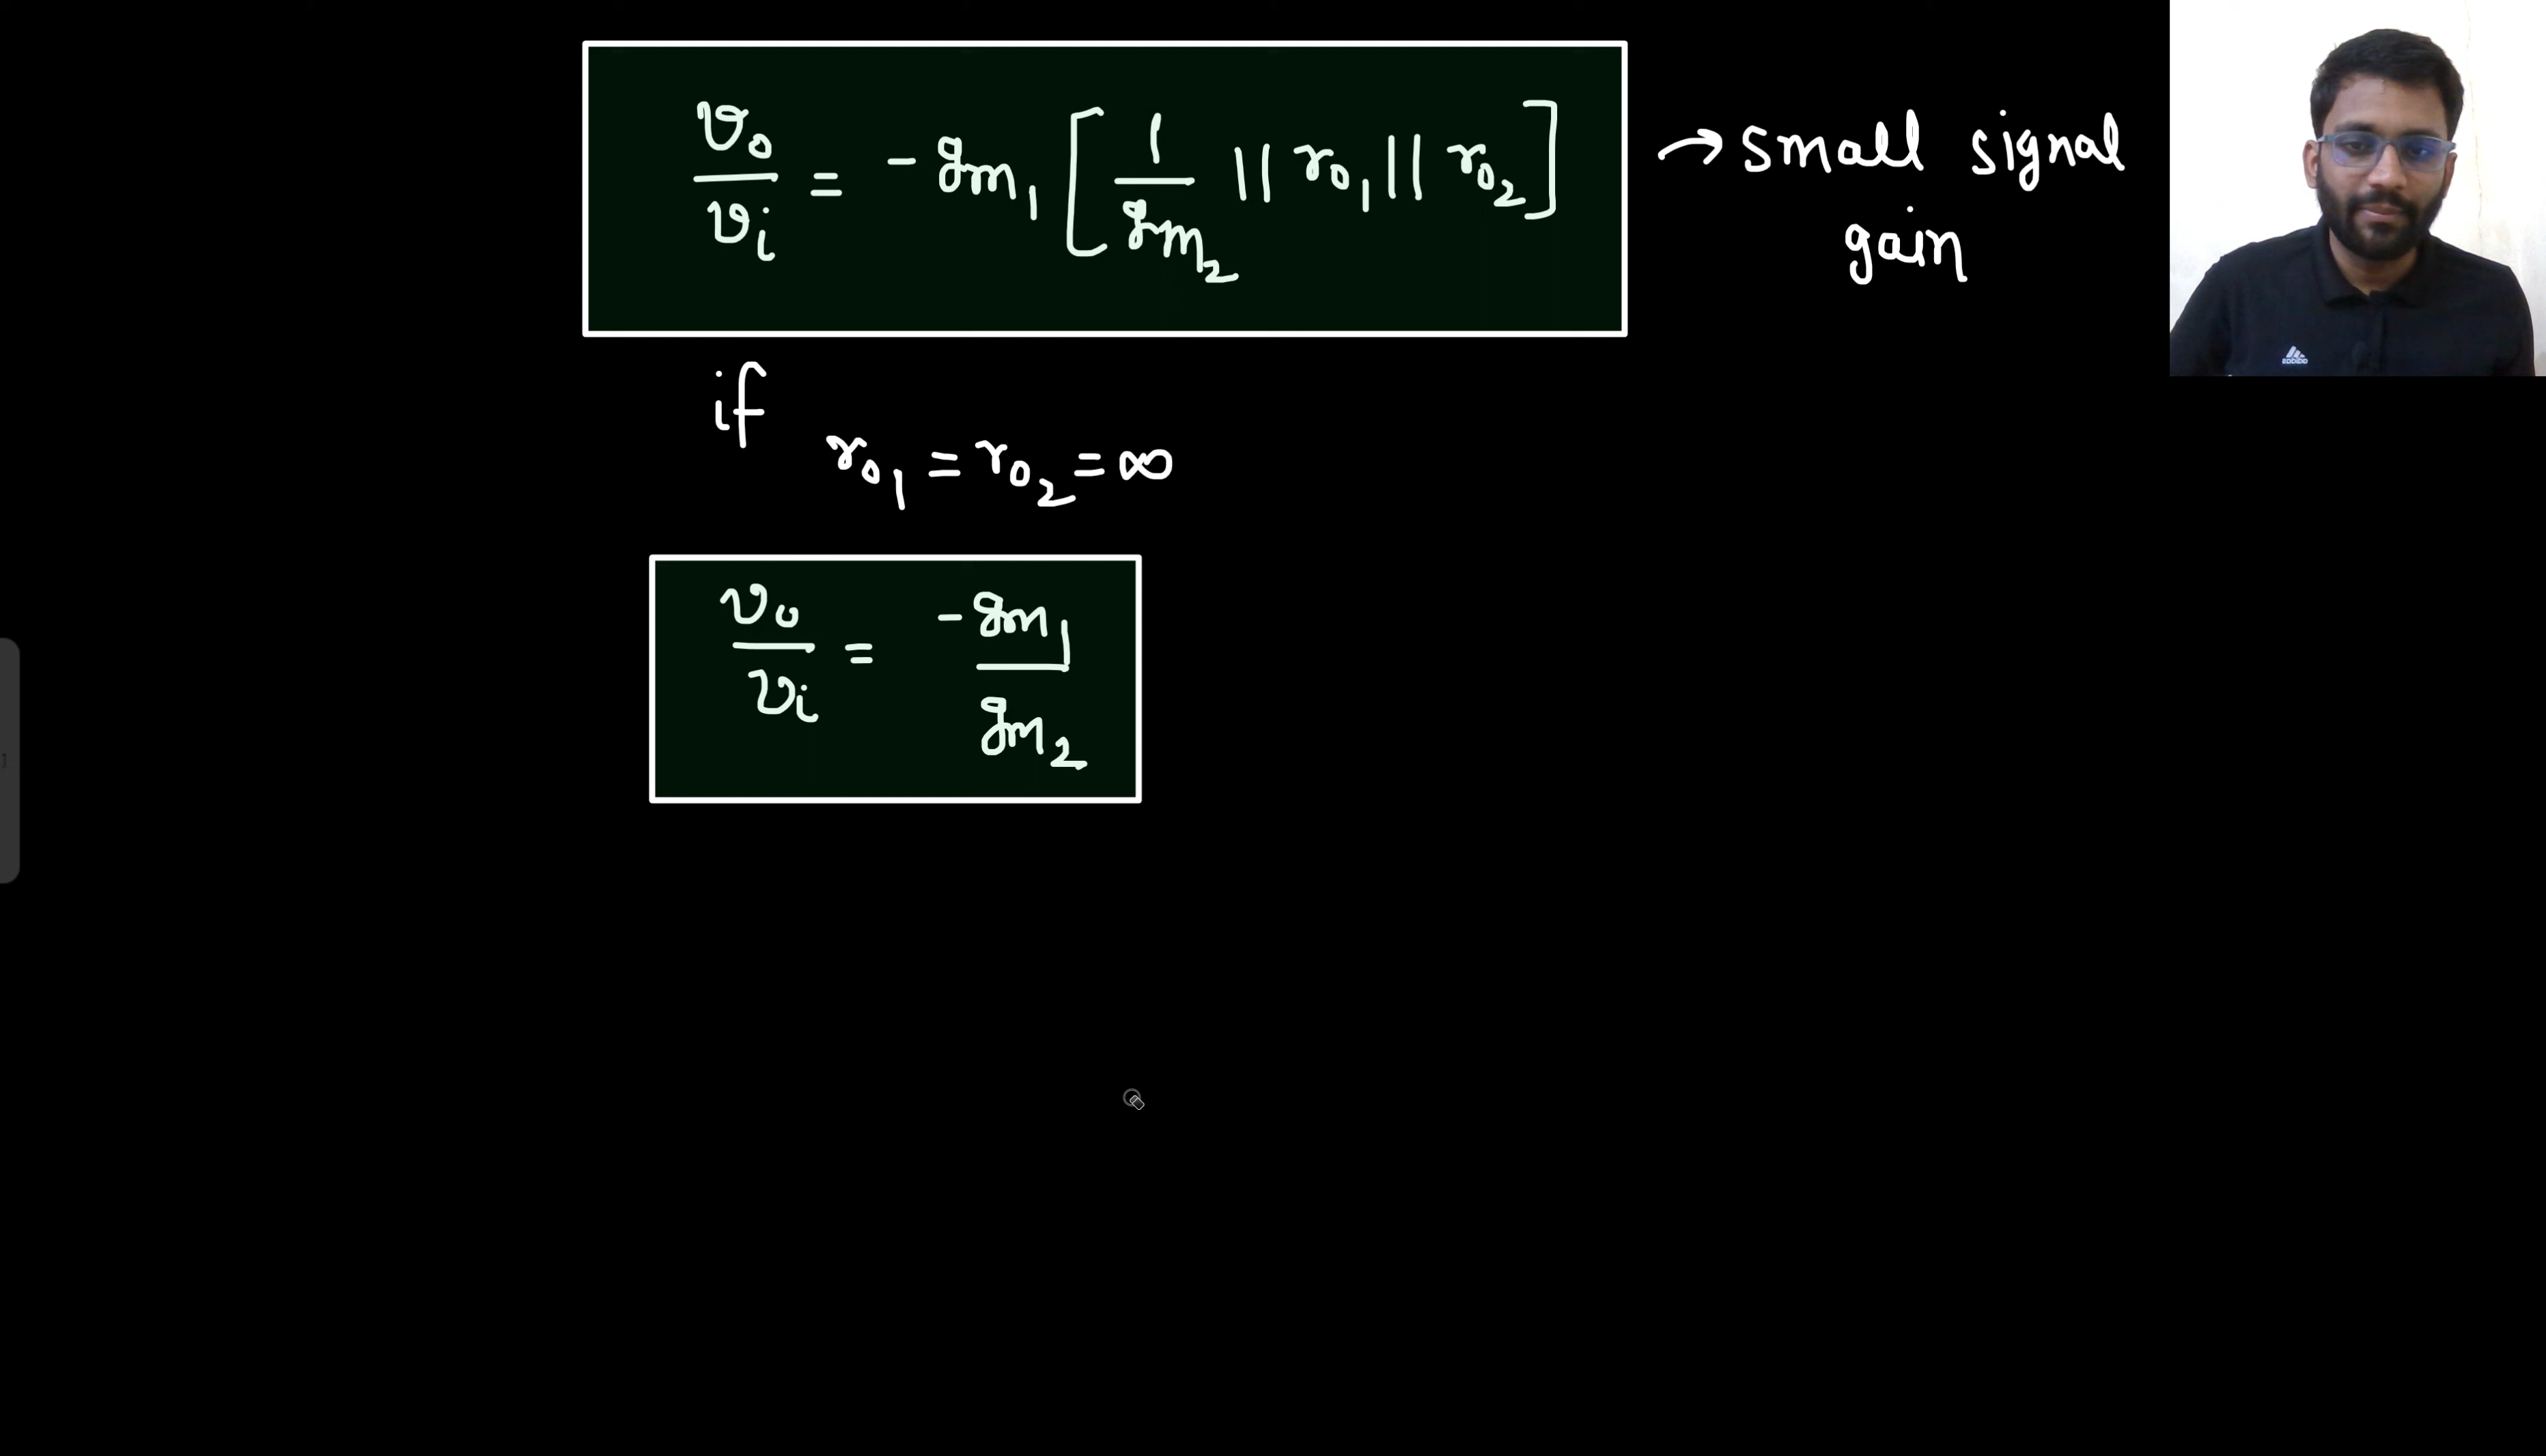 v₀/vᵢ = - gm₁ [ 1/gm₂ || r₀₁ || r₀₂ ] → small signal
gain
if
r₀₁ = r₀₂ = ∞
v₀/vᵢ = -gm₁/gm₂